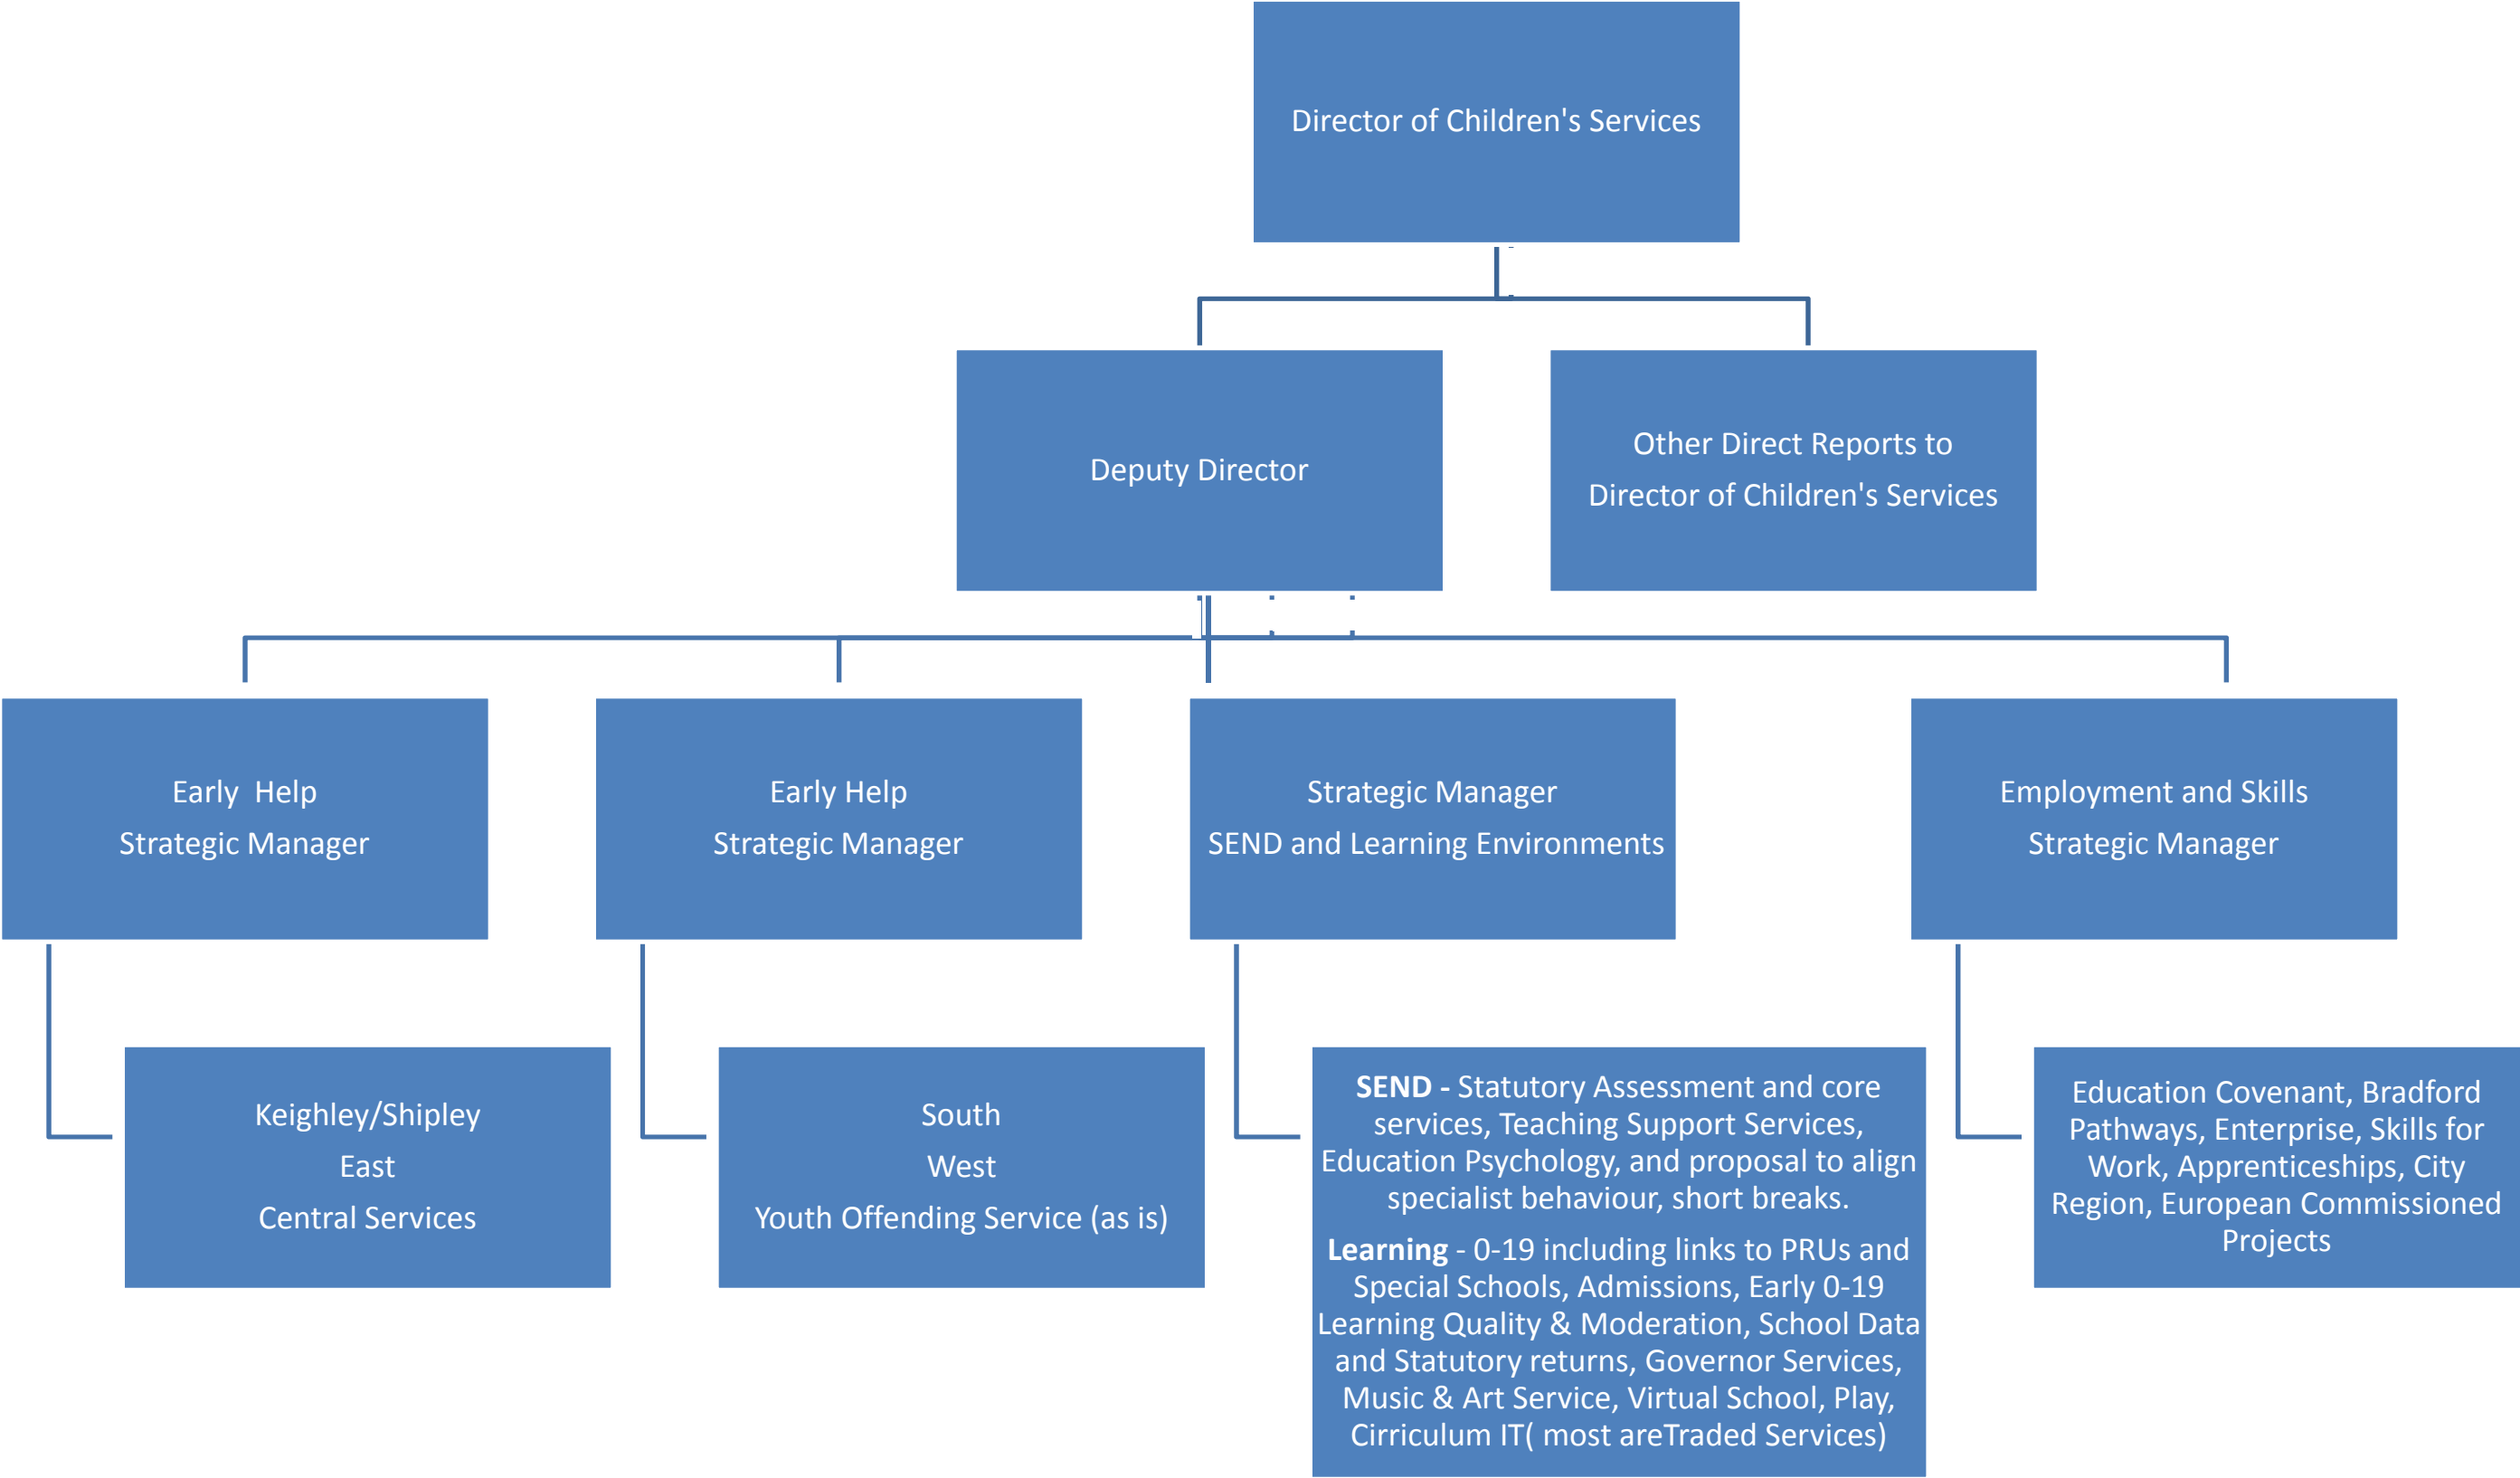 Director of Children's Services
Deputy Director
Other Direct Reports to
Director of Children's Services
Early  Help
Strategic Manager
Early Help
Strategic Manager
Strategic Manager
SEND and Learning Environments
Employment and Skills
Strategic Manager
Keighley/Shipley
East
Central Services
South
West
Youth Offending Service (as is)
SEND - Statutory Assessment and core
services, Teaching Support Services,
Education Psychology, and proposal to align
specialist behaviour, short breaks.
Learning - 0-19 including links to PRUs and
Special Schools, Admissions, Early 0-19
Learning Quality & Moderation, School Data
and Statutory returns, Governor Services,
Music & Art Service, Virtual School, Play,
Cirriculum IT( most areTraded Services)
Education Covenant, Bradford
Pathways, Enterprise, Skills for
Work, Apprenticeships, City
Region, European Commissioned
Projects